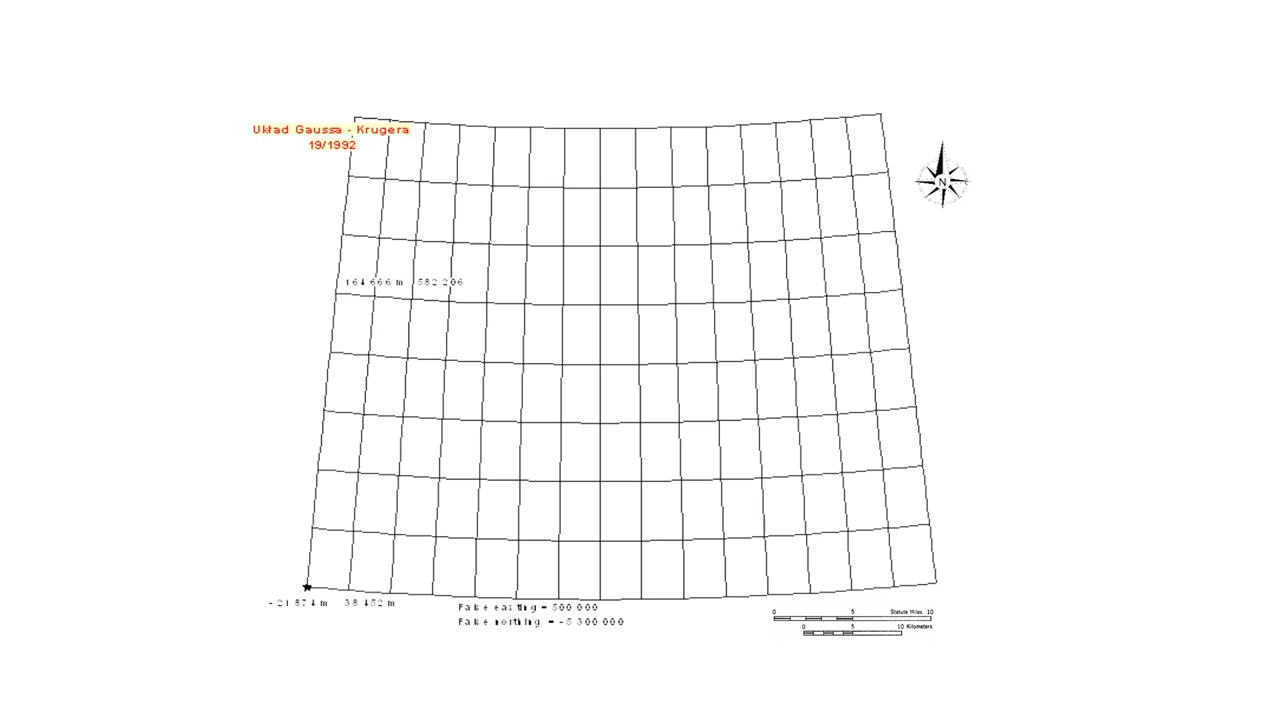 Układ Gaussa - Krugera
19/1992
N
164 666 m 582 206
-21 874 m 38 452 m
False easting = 500 000
False northing = -5 300 000
0 5 Statute Miles 10
0 5 10 Kilometers